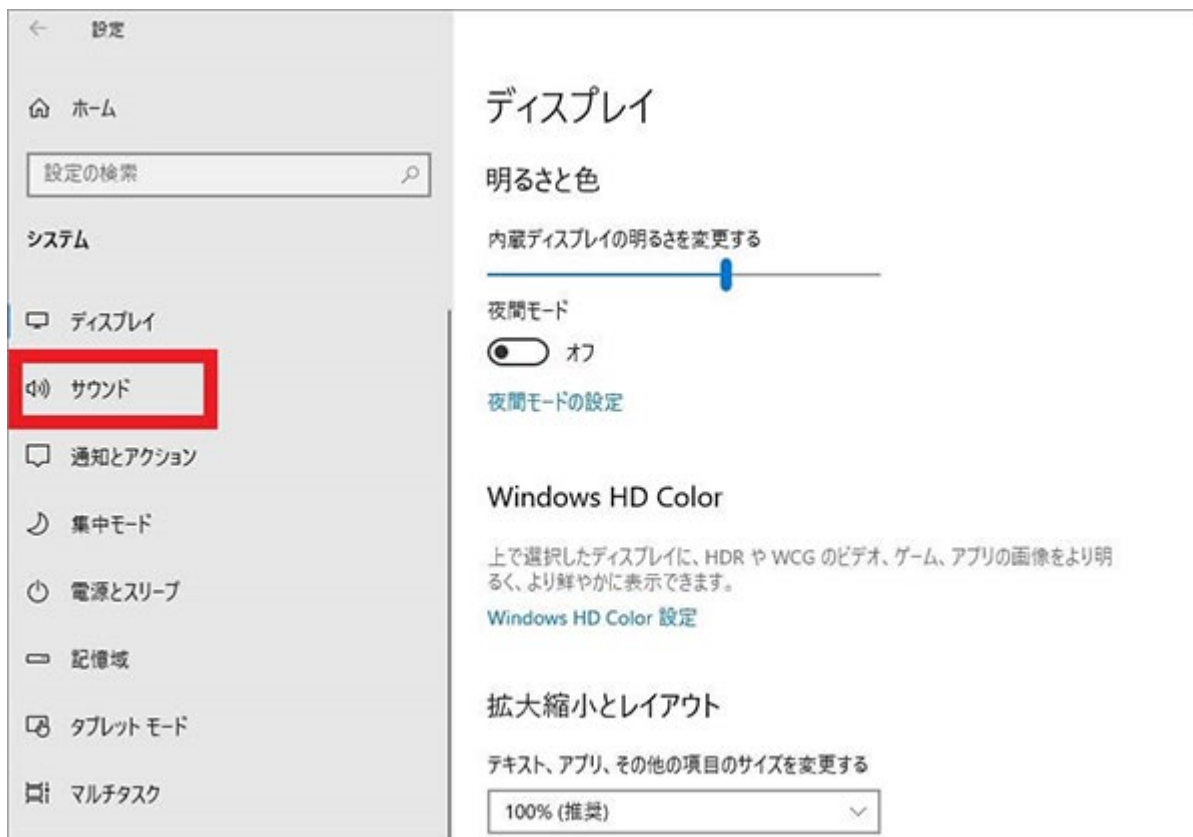 設定
ホーム
設定の検索
システム
ディスプレイ
サウンド
通知とアクション
集中モード
電源とスリープ
記憶域
タブレット モード
マルチタスク
ディスプレイ
明るさと色
内蔵ディスプレイの明るさを変更する
夜間モード
オフ
夜間モードの設定
Windows HD Color
上で選択したディスプレイに、HDR や WCG のビデオ、ゲーム、アプリの画像をより明
るく、より鮮やかに表示できます。
Windows HD Color 設定
拡大縮小とレイアウト
テキスト、アプリ、その他の項目のサイズを変更する
100% (推奨)